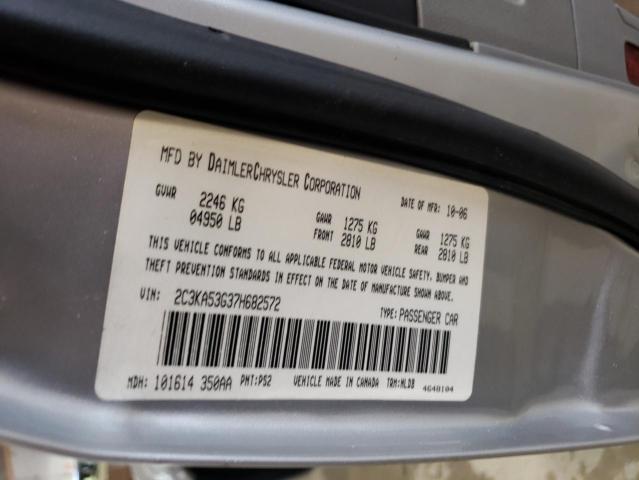 MFD BY DAIMLERCHRYSLER CORPORATION
DATE OF MFR: 10-06
GVWR 2246 KG 04950 LB
GAWR FRONT 1275 KG 2810 LB
GAWR REAR 1275 KG 2810 LB
THIS VEHICLE CONFORMS TO ALL APPLICABLE FEDERAL MOTOR VEHICLE SAFETY, BUMPER AND
THEFT PREVENTION STANDARDS IN EFFECT ON THE DATE OF MANUFACTURE SHOWN ABOVE.
VIN: 2C3KA53G37H682572
TYPE: PASSENGER CAR
MDH: 101614 350AA PNT: PS2 VEHICLE MADE IN CANADA TRM: MLDB 4648104